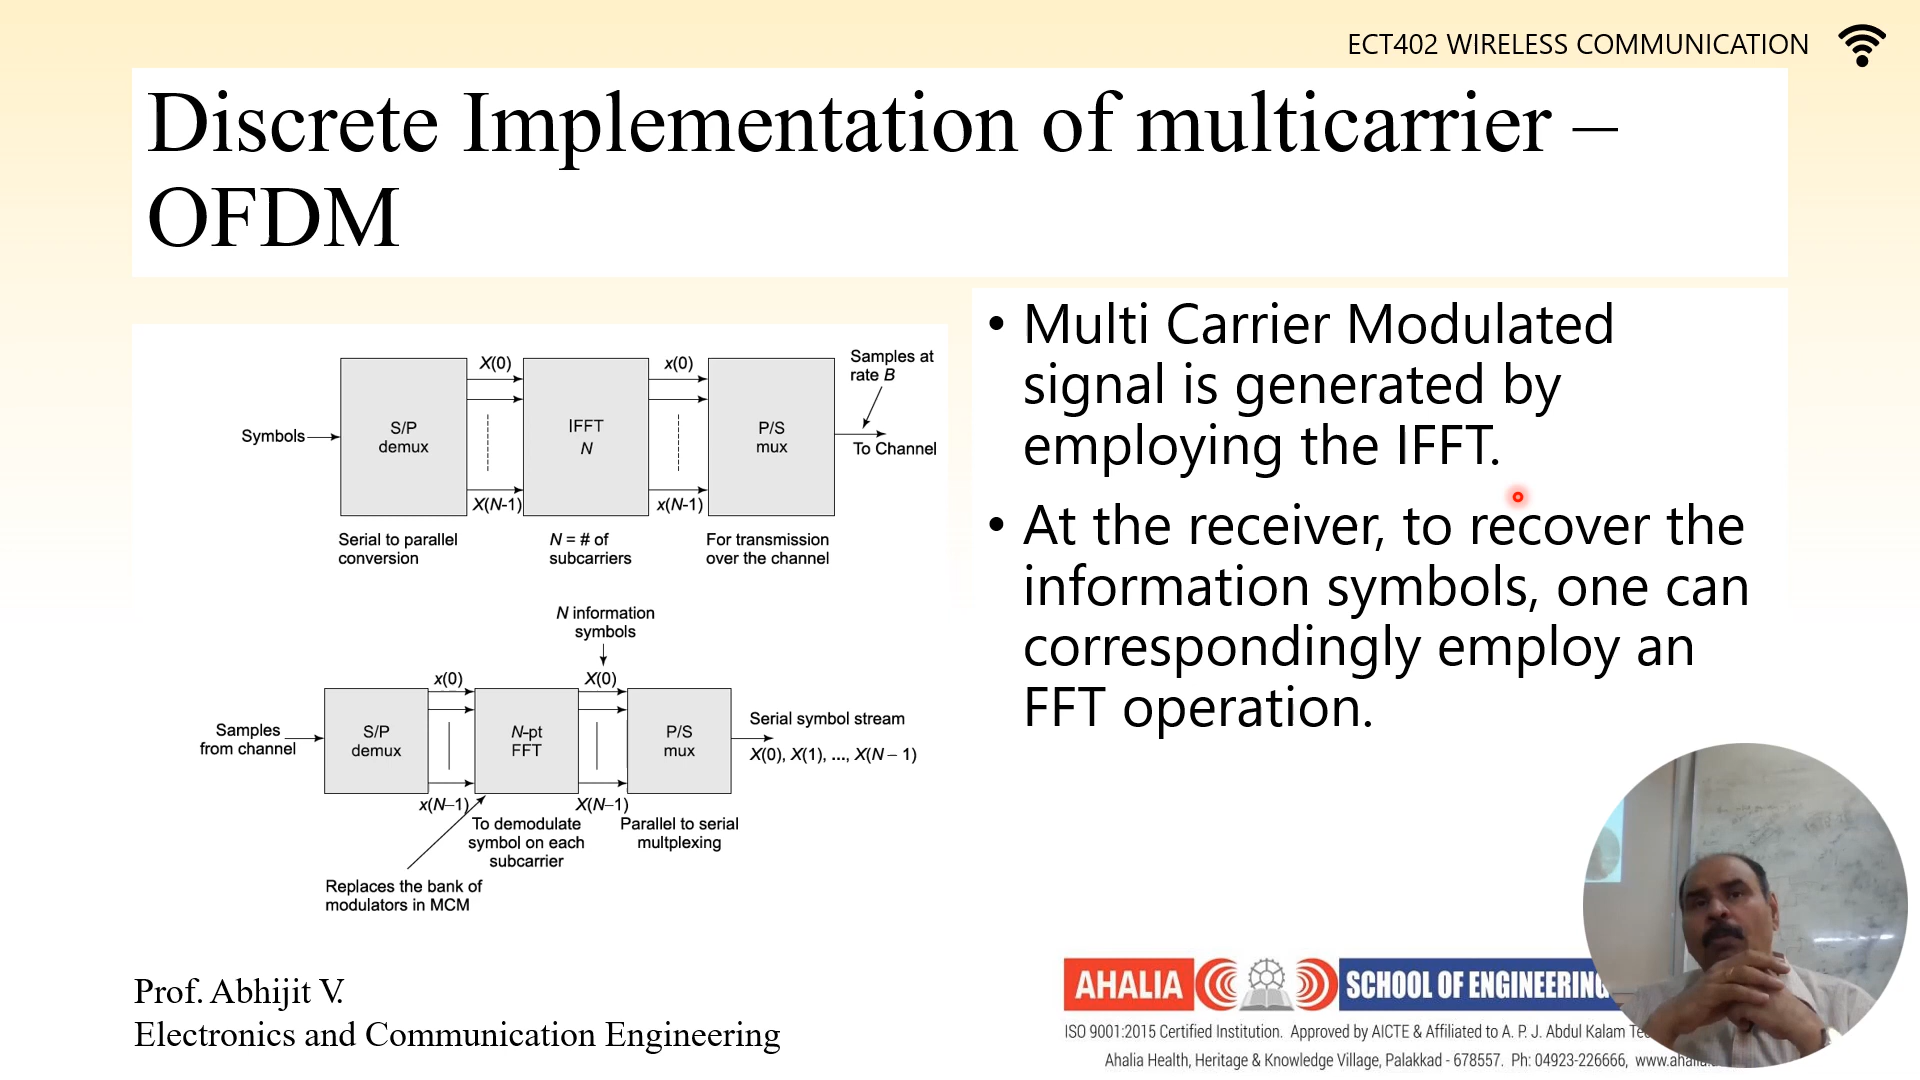 ECT402 WIRELESS COMMUNICATION
Discrete Implementation of multicarrier –
OFDM
Symbols
S/P
demux
X(0)
X(N-1)
IFFT
N
x(0)
x(N-1)
P/S
mux
Samples at
rate B
To Channel
Serial to parallel
conversion
N = # of
subcarriers
For transmission
over the channel
N information
symbols
Samples
from channel
S/P
demux
x(0)
x(N–1)
N-pt
FFT
X(0)
X(N–1)
P/S
mux
Serial symbol stream
X(0), X(1), ..., X(N – 1)
To demodulate
symbol on each
subcarrier
Parallel to serial
multplexing
Replaces the bank of
modulators in MCM
• Multi Carrier Modulated
signal is generated by
employing the IFFT.
• At the receiver, to recover the
information symbols, one can
correspondingly employ an
FFT operation.
Prof. Abhijit V.
Electronics and Communication Engineering
AHALIA SCHOOL OF ENGINEERING
ISO 9001:2015 Certified Institution. Approved by AICTE & Affiliated to A. P. J. Abdul Kalam
Ahalia Health, Heritage & Knowledge Village, Palakkad - 678557. Ph: 04923-226666,